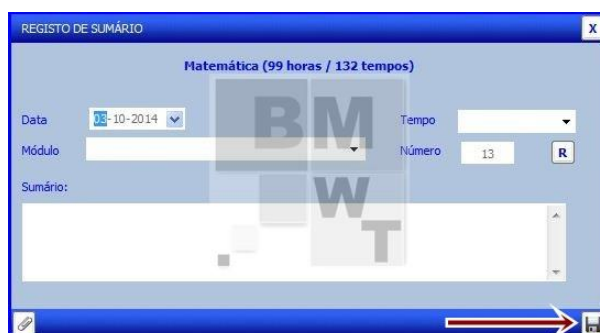 REGISTO DE SUMÁRIO X
Matemática (99 horas / 132 tempos)
Data 03-10-2014 Tempo
Módulo Número 13 R
Sumário:
BM
W
T